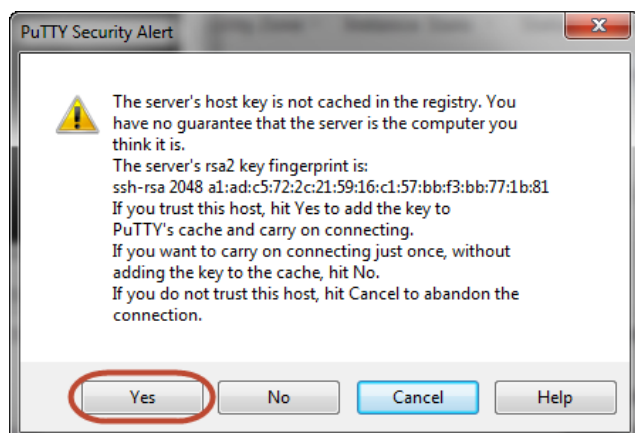 PuTTY Security Alert
The server's host key is not cached in the registry. You
have no guarantee that the server is the computer you
think it is.
The server's rsa2 key fingerprint is:
ssh-rsa 2048 a1:ad:c5:72:2c:21:59:16:c1:57:bb:f3:bb:77:1b:81
If you trust this host, hit Yes to add the key to
PuTTY's cache and carry on connecting.
If you want to carry on connecting just once, without
adding the key to the cache, hit No.
If you do not trust this host, hit Cancel to abandon the
connection.
Yes No Cancel Help